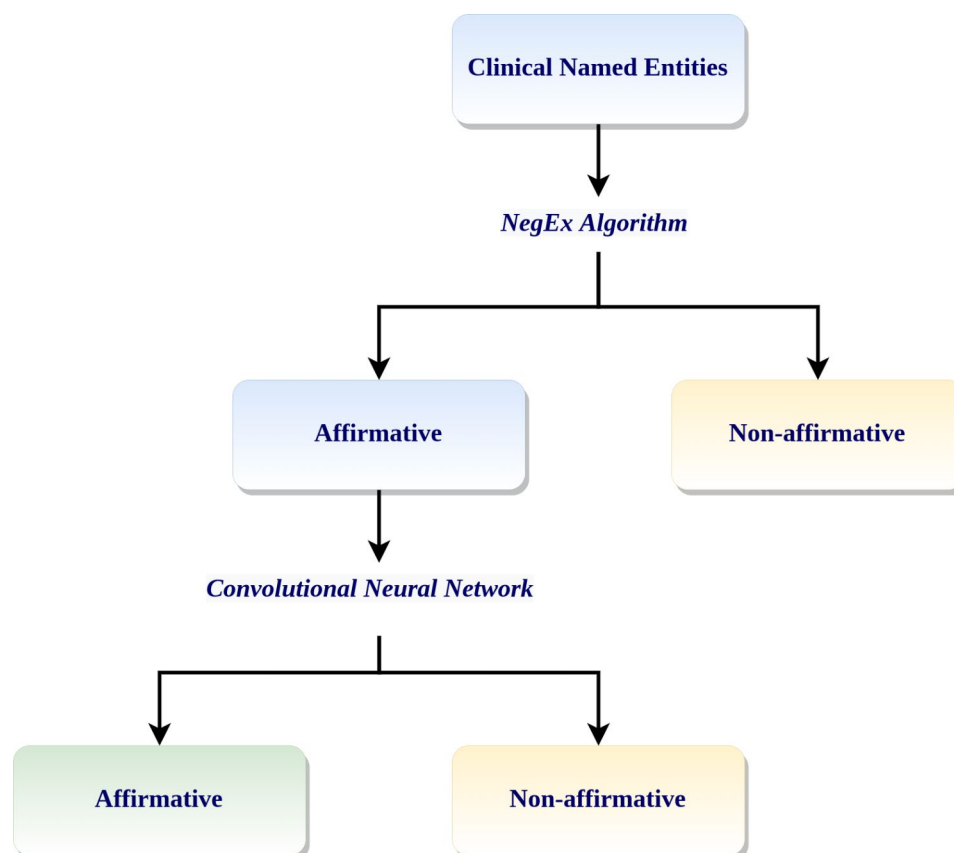 Clinical Named Entities
NegEx Algorithm
Affirmative
Non-affirmative
Convolutional Neural Network
Affirmative
Non-affirmative